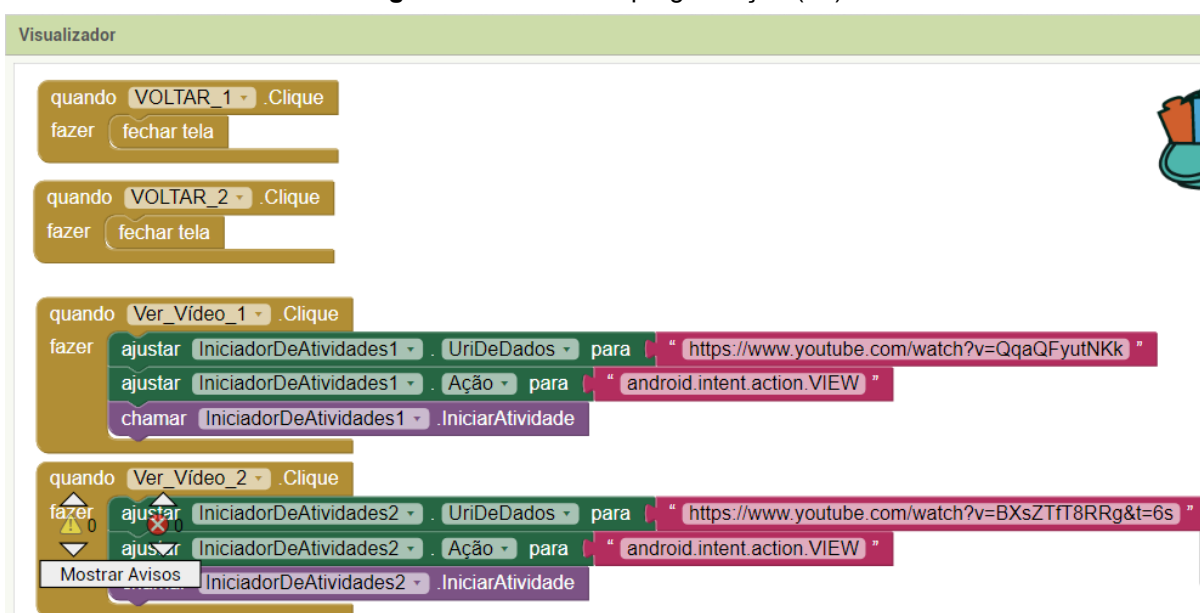 Visualizador
quando VOLTAR_1 .Clique
fazer fechar tela
quando VOLTAR_2 .Clique
fazer fechar tela
quando Ver_Vídeo_1 .Clique
fazer ajustar IniciadorDeAtividades1 . UriDeDados para " https://www.youtube.com/watch?v=QqaQFyutNKk "
ajustar IniciadorDeAtividades1 . Ação para " android.intent.action.VIEW "
chamar IniciadorDeAtividades1 .IniciarAtividade
quando Ver_Vídeo_2 .Clique
fazer ajustar IniciadorDeAtividades2 . UriDeDados para " https://www.youtube.com/watch?v=BXsZTfT8RRg&t=6s "
0 0
ajustar IniciadorDeAtividades2 . Ação para " android.intent.action.VIEW "
Mostrar Avisos IniciadorDeAtividades2 .IniciarAtividade